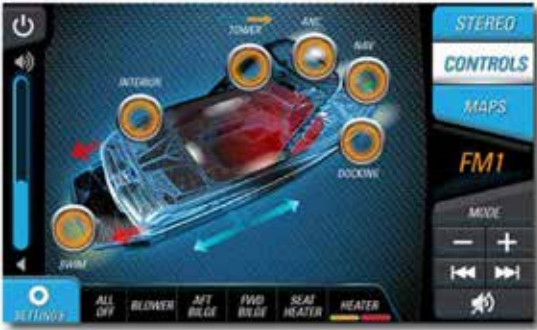 TOWER
ANC
STEREO
INTERIOR
NAV
CONTROLS
MAPS
DOCKING
FM1
MODE
SWIM
SETTINGS
ALL OFF
BLOWER
AFT BILGE
FWD BILGE
SEAT HEATER
HEATER